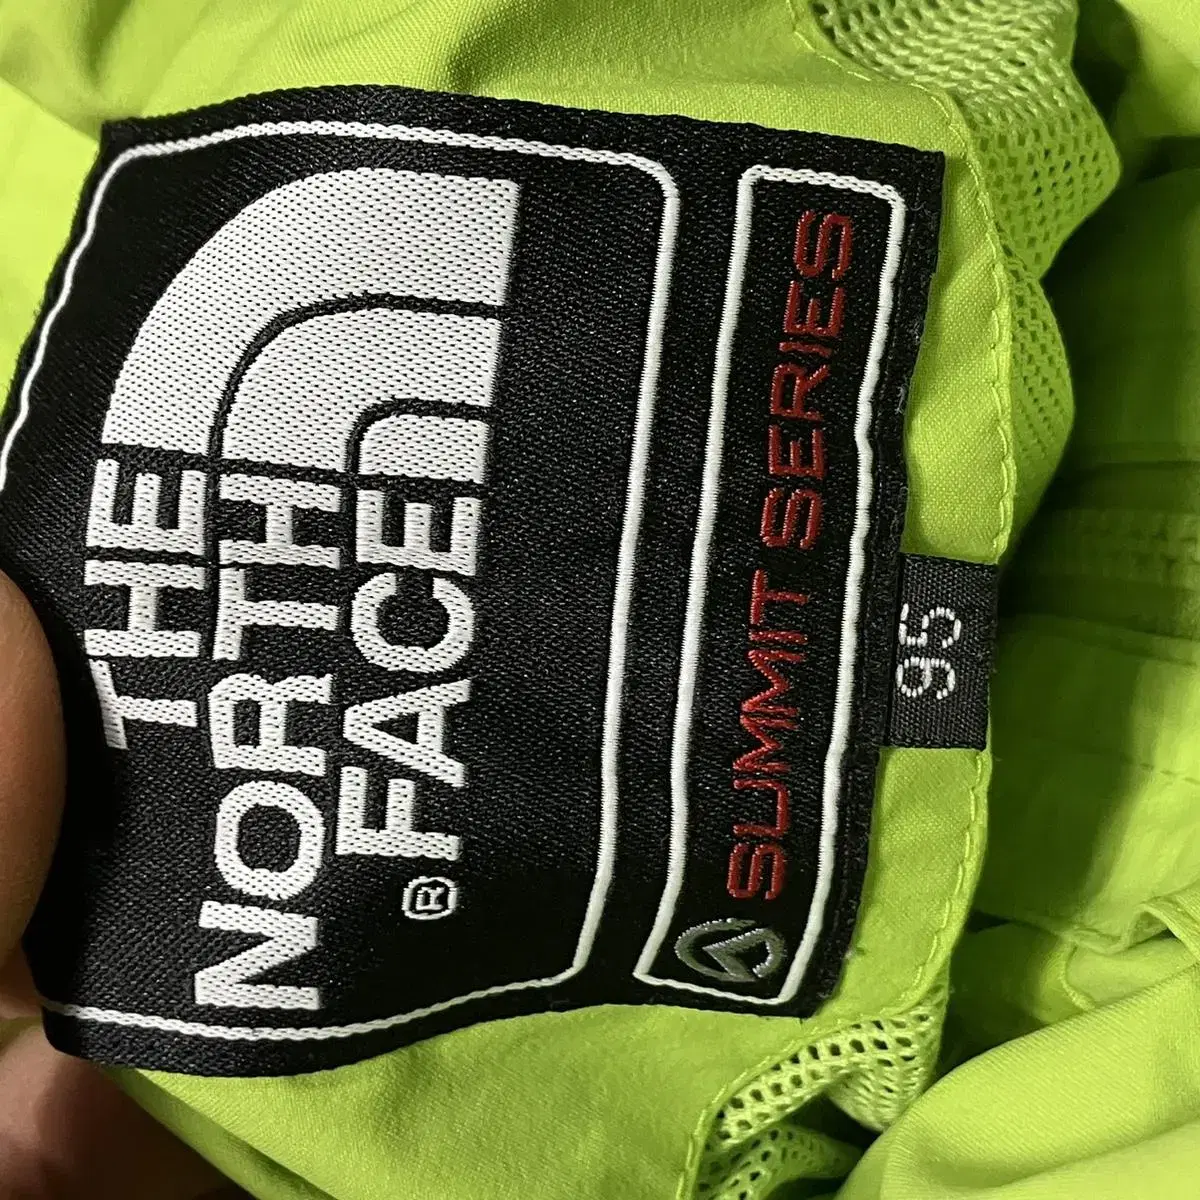 THE
NORTH
FACE®
SUMMIT SERIES
95